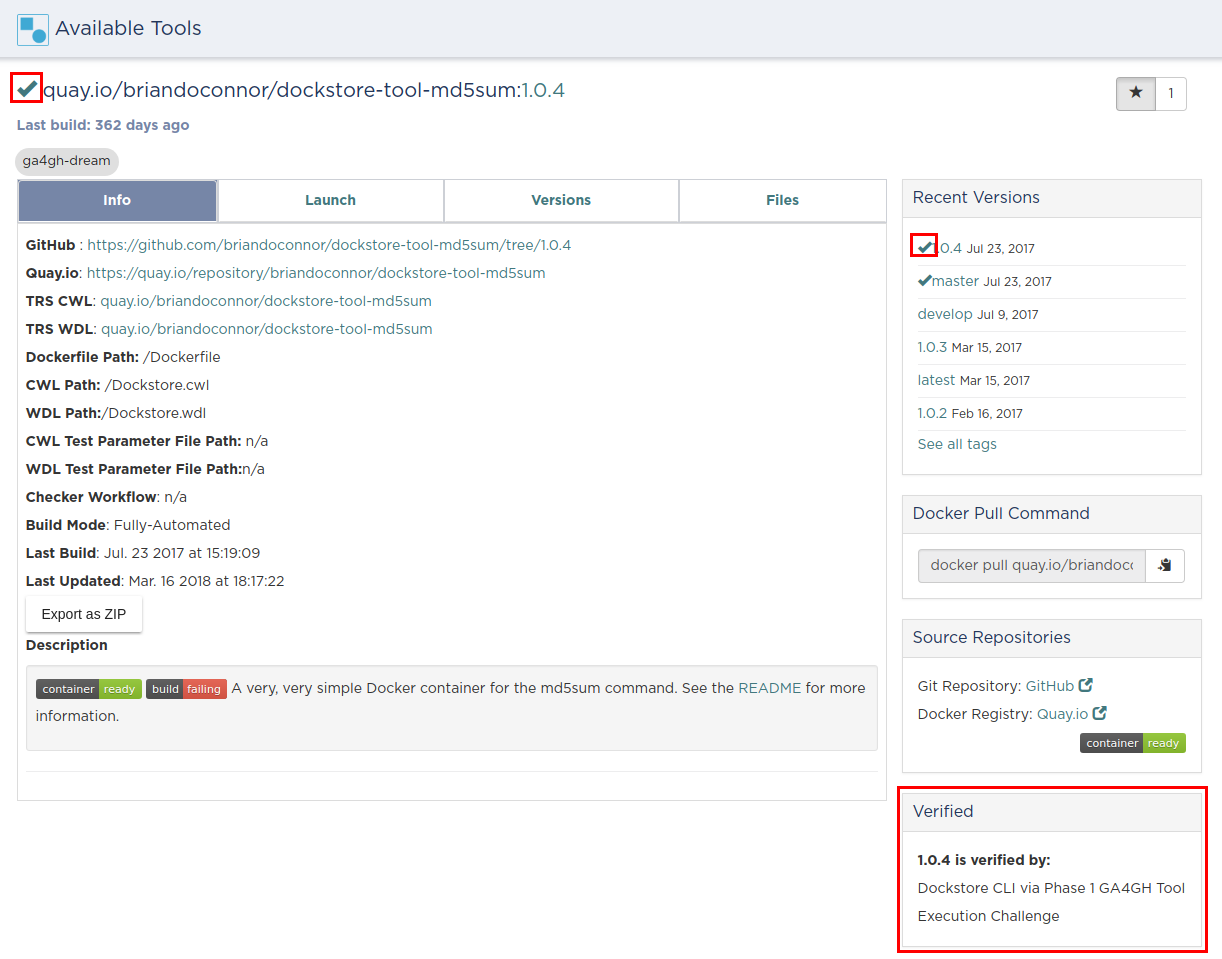 Available Tools
quay.io/briandoconnor/dockstore-tool-md5sum:1.0.4
★ 1
Last build: 362 days ago
ga4gh-dream
Info Launch Versions Files
GitHub : https://github.com/briandoconnor/dockstore-tool-md5sum/tree/1.0.4
Quay.io: https://quay.io/repository/briandoconnor/dockstore-tool-md5sum
TRS CWL: quay.io/briandoconnor/dockstore-tool-md5sum
TRS WDL: quay.io/briandoconnor/dockstore-tool-md5sum
Dockerfile Path: /Dockerfile
CWL Path: /Dockstore.cwl
WDL Path:/Dockstore.wdl
CWL Test Parameter File Path: n/a
WDL Test Parameter File Path:n/a
Checker Workflow: n/a
Build Mode: Fully-Automated
Last Build: Jul. 23 2017 at 15:19:09
Last Updated: Mar. 16 2018 at 18:17:22
Export as ZIP
Description
container ready build failing A very, very simple Docker container for the md5sum command. See the README for more
information.
Recent Versions
1.0.4 Jul 23, 2017
master Jul 23, 2017
develop Jul 9, 2017
1.0.3 Mar 15, 2017
latest Mar 15, 2017
1.0.2 Feb 16, 2017
See all tags
Docker Pull Command
docker pull quay.io/briandoc
Source Repositories
Git Repository: GitHub
Docker Registry: Quay.io
container ready
Verified
1.0.4 is verified by:
Dockstore CLI via Phase 1 GA4GH Tool
Execution Challenge